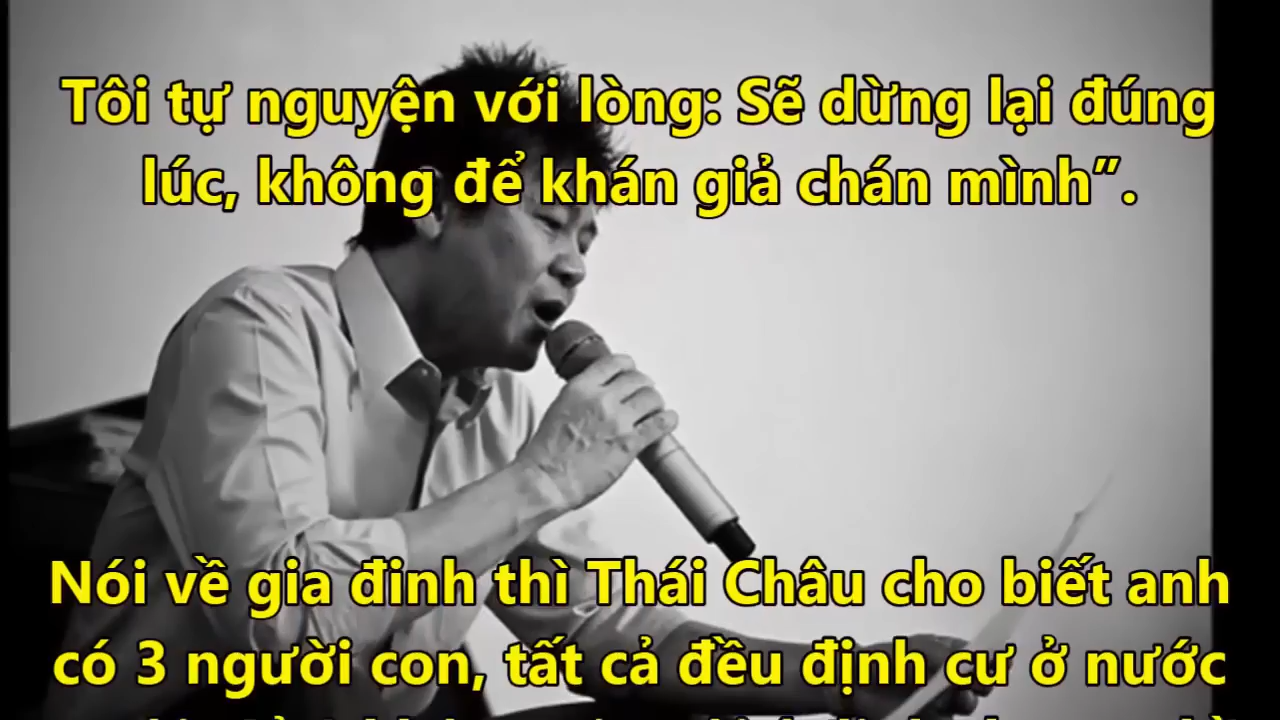 Tôi tự nguyện với lòng: Sẽ dừng lại đúng
lúc, không để khán giả chán mình”.
Nói về gia đinh thì Thái Châu cho biết anh
có 3 người con, tất cả đều định cư ở nước